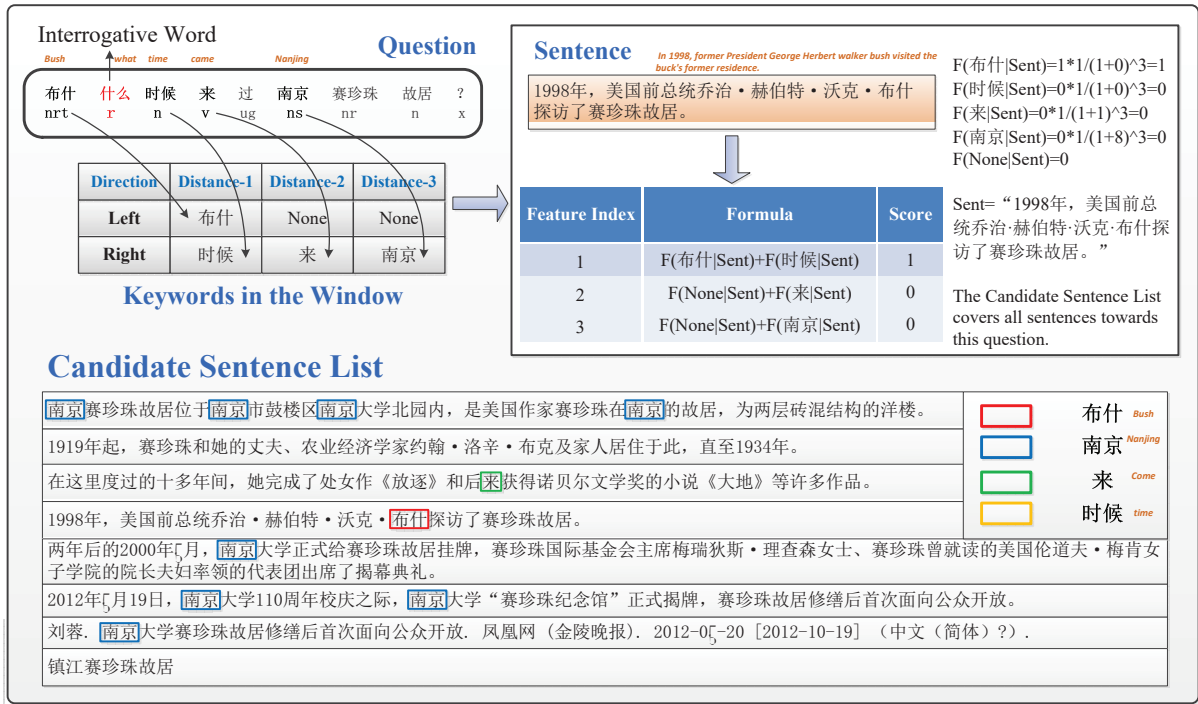 Interrogative Word
Question
Bush what time came Nanjing
布什 什么 时候 来 过 南京 赛珍珠 故居 ?
nrt r n v ug ns nr n x
Direction Distance-1 Distance-2 Distance-3
Left 布什 None None
Right 时候 来 南京
Keywords in the Window
Sentence
In 1998, former President George Herbert walker bush visited the
buck's former residence.
1998年，美国前总统乔治·赫伯特·沃克·布什
探访了赛珍珠故居。
Feature Index Formula Score
1 F(布什|Sent)+F(时候|Sent) 1
2 F(None|Sent)+F(来|Sent) 0
3 F(None|Sent)+F(南京|Sent) 0
F(布什|Sent)=1*1/(1+0)^3=1
F(时候|Sent)=0*1/(1+0)^3=0
F(来|Sent)=0*1/(1+1)^3=0
F(南京|Sent)=0*1/(1+8)^3=0
F(None|Sent)=0
Sent=“1998年，美国前总
统乔治·赫伯特·沃克·布什探
访了赛珍珠故居。”
The Candidate Sentence List
covers all sentences towards
this question.
Candidate Sentence List
南京赛珍珠故居位于南京市鼓楼区南京大学北园内，是美国作家赛珍珠在南京的故居，为两层砖混结构的洋楼。
1919年起，赛珍珠和她的丈夫、农业经济学家约翰·洛辛·布克及家人居住于此，直至1934年。
在这里度过的十多年间，她完成了处女作《放逐》和后来获得诺贝尔文学奖的小说《大地》等许多作品。
1998年，美国前总统乔治·赫伯特·沃克·布什探访了赛珍珠故居。
两年后的2000年5月，南京大学正式给赛珍珠故居挂牌，赛珍珠国际基金会主席梅瑞狄斯·理查森女士、赛珍珠曾就读的美国伦道夫·梅肯女
子学院的院长夫妇率领的代表团出席了揭幕典礼。
2012年5月19日，南京大学110周年校庆之际，南京大学“赛珍珠纪念馆”正式揭牌，赛珍珠故居修缮后首次面向公众开放。
刘蓉. 南京大学赛珍珠故居修缮后首次面向公众开放. 凤凰网 (金陵晚报). 2012-05-20 [2012-10-19] （中文（简体）?）.
镇江赛珍珠故居
布什 Bush
南京 Nanjing
来 Come
时候 time